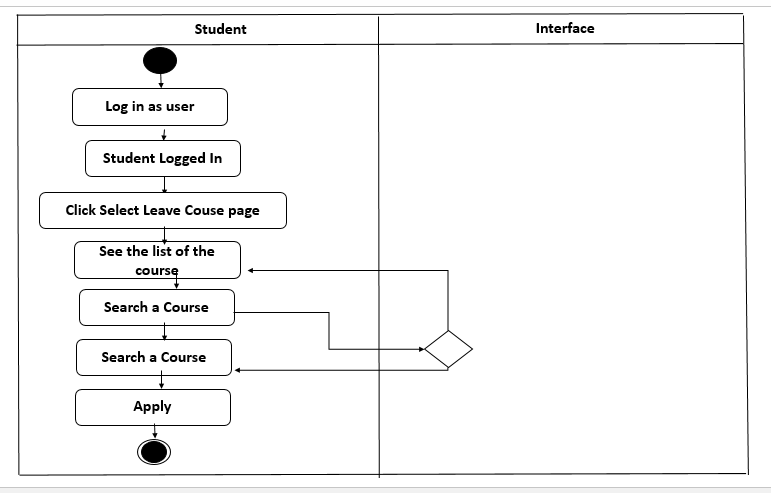 Student
Interface
Log in as user
Student Logged In
Click Select Leave Couse page
See the list of the
course
Search a Course
Search a Course
Apply